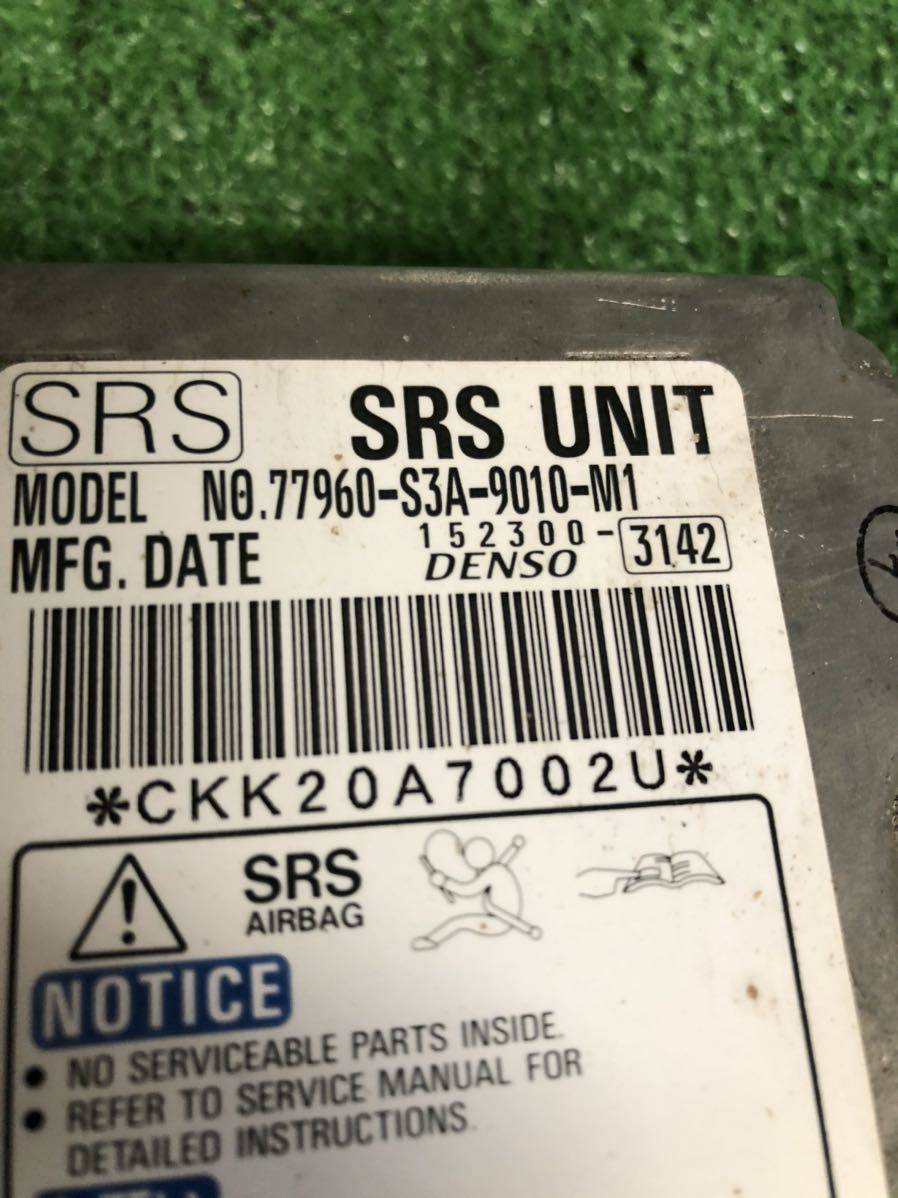 SRS SRS UNIT
MODEL NO.77960-S3A-9010-M1
152300-3142
MFG. DATE DENSO
*CKK20A7002U*
SRS
AIRBAG
NOTICE
• NO SERVICEABLE PARTS INSIDE.
• REFER TO SERVICE MANUAL FOR
DETAILED INSTRUCTIONS.